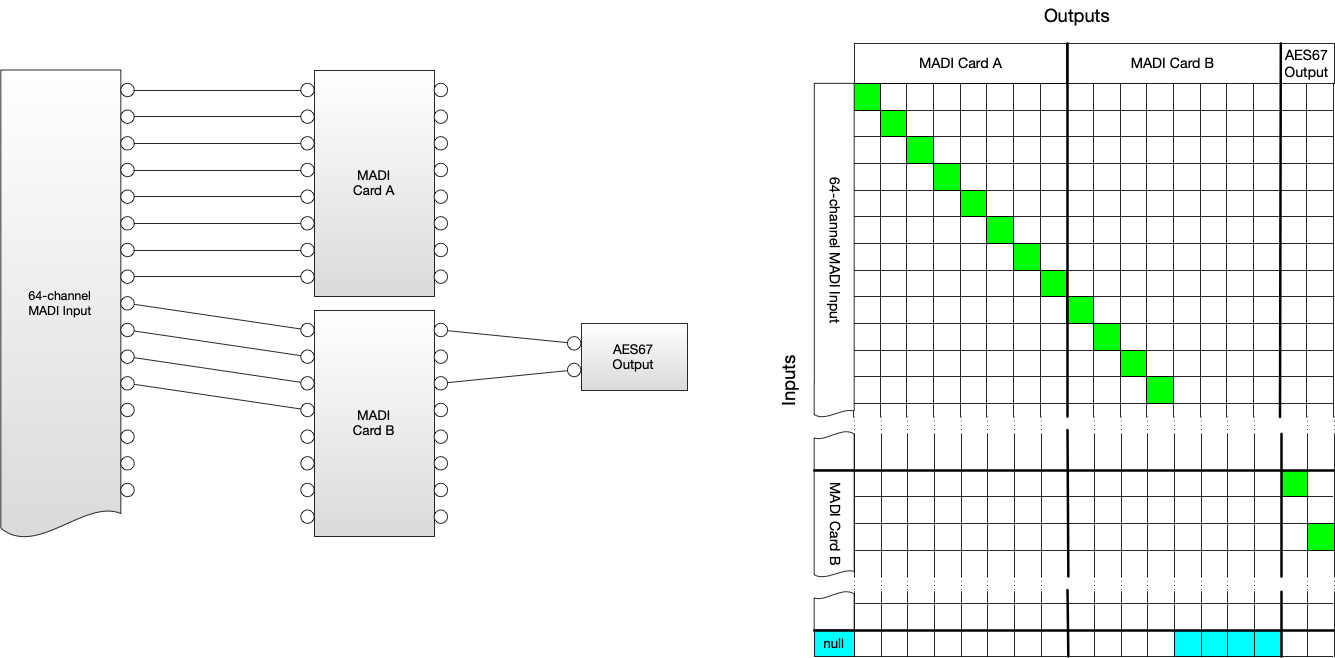 64-channel
MADI Input
MADI
Card A
MADI
Card B
AES67
Output
Outputs
MADI Card A
MADI Card B
AES67
Output
Inputs
64-channel MADI Input
MADI Card B
null